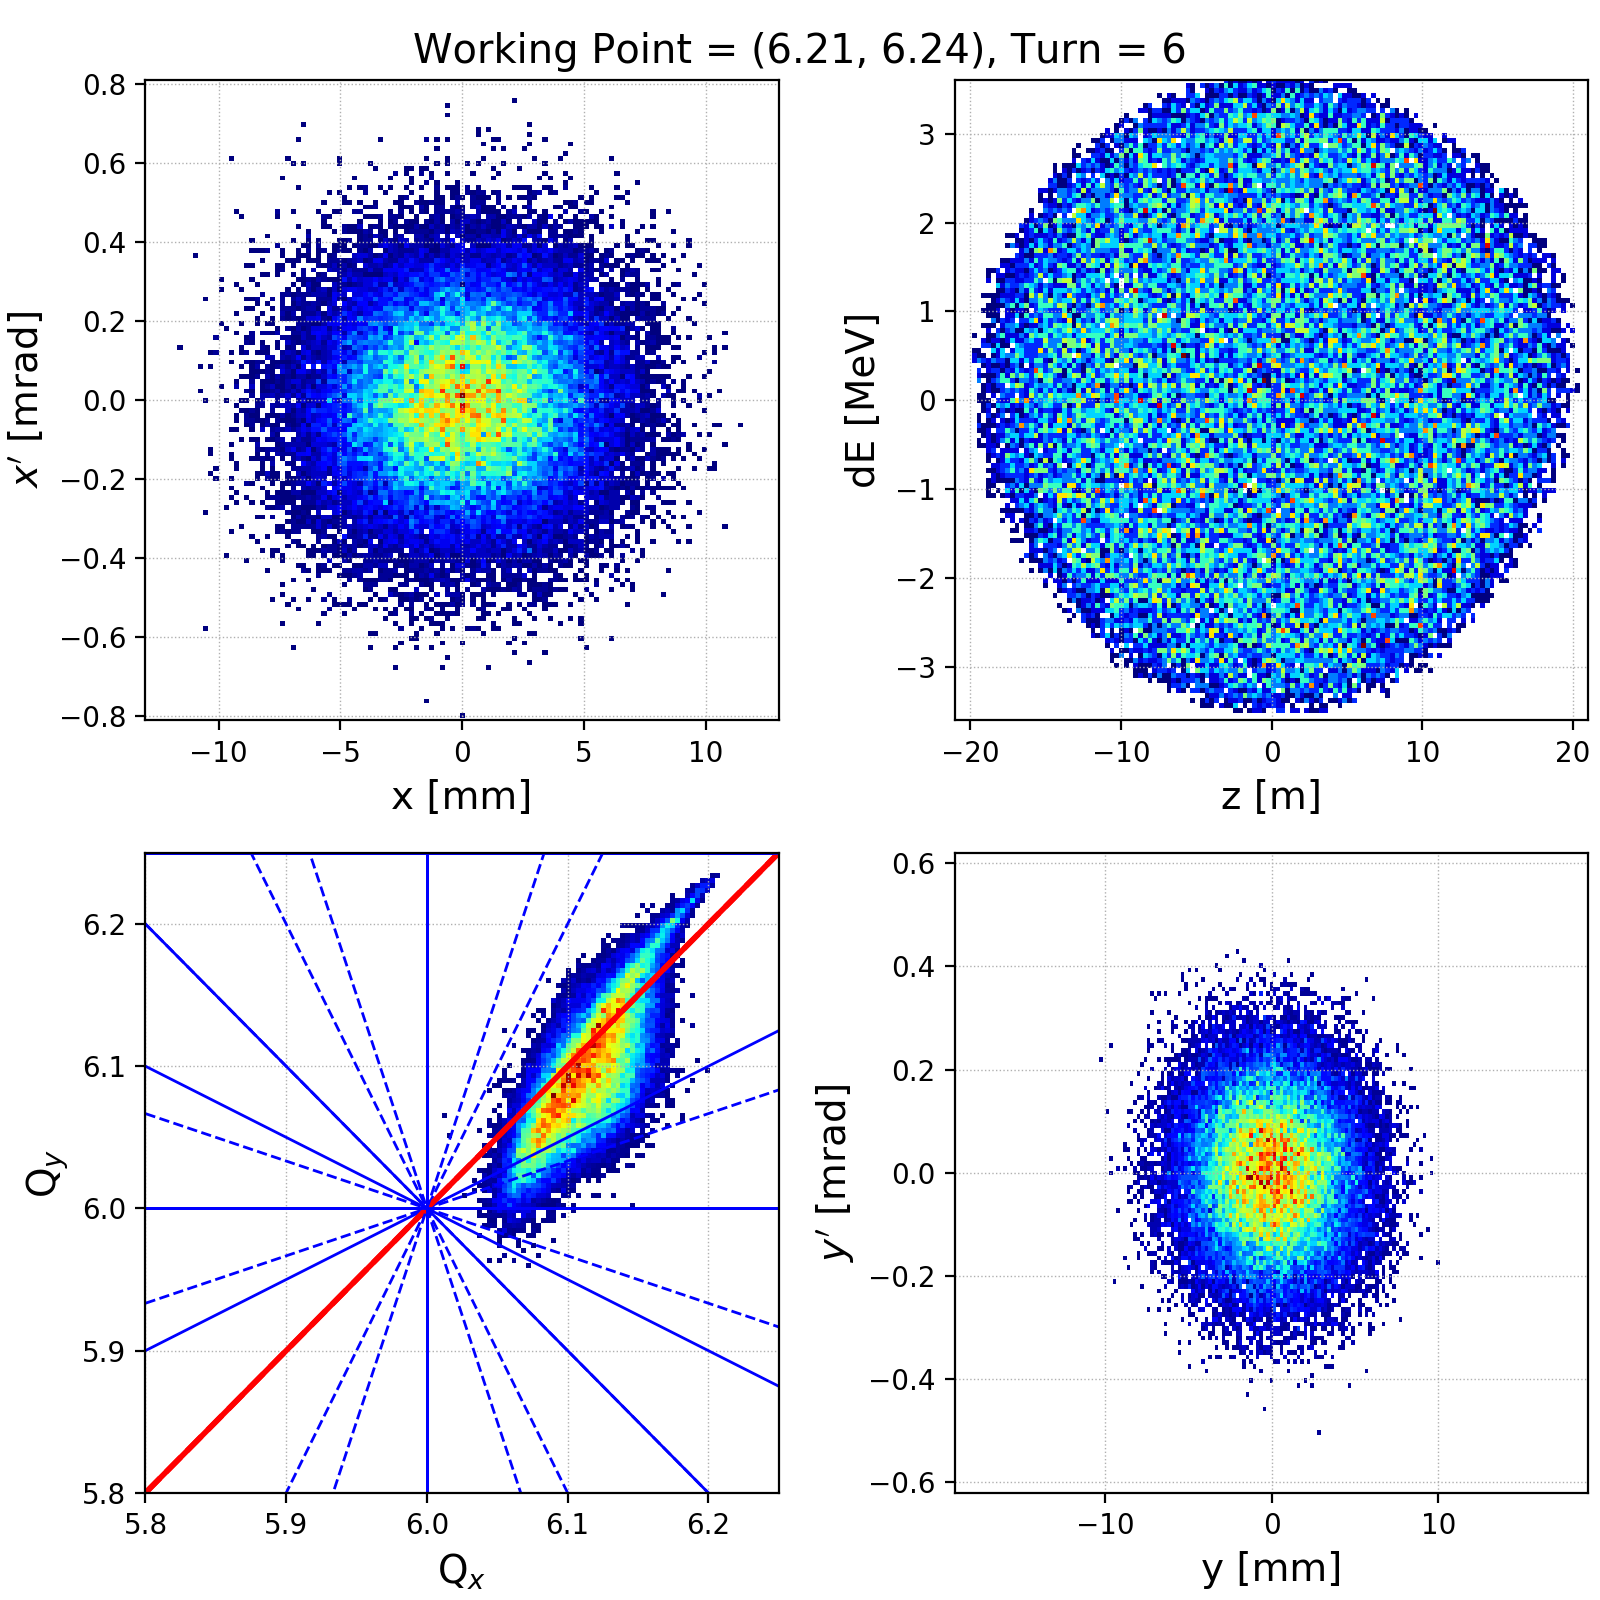 Working Point = (6.21, 6.24), Turn = 6
0.8
0.6
0.4
0.2
0.0
−0.2
−0.4
−0.6
−0.8
x′ [mrad]
−10 −5 0 5 10
x [mm]
3
2
1
0
−1
−2
−3
dE [MeV]
−20 −10 0 10 20
z [m]
6.2
6.1
6.0
5.9
5.8
Qy
5.8 5.9 6.0 6.1 6.2
Qx
0.6
0.4
0.2
0.0
−0.2
−0.4
−0.6
y′ [mrad]
−10 0 10
y [mm]